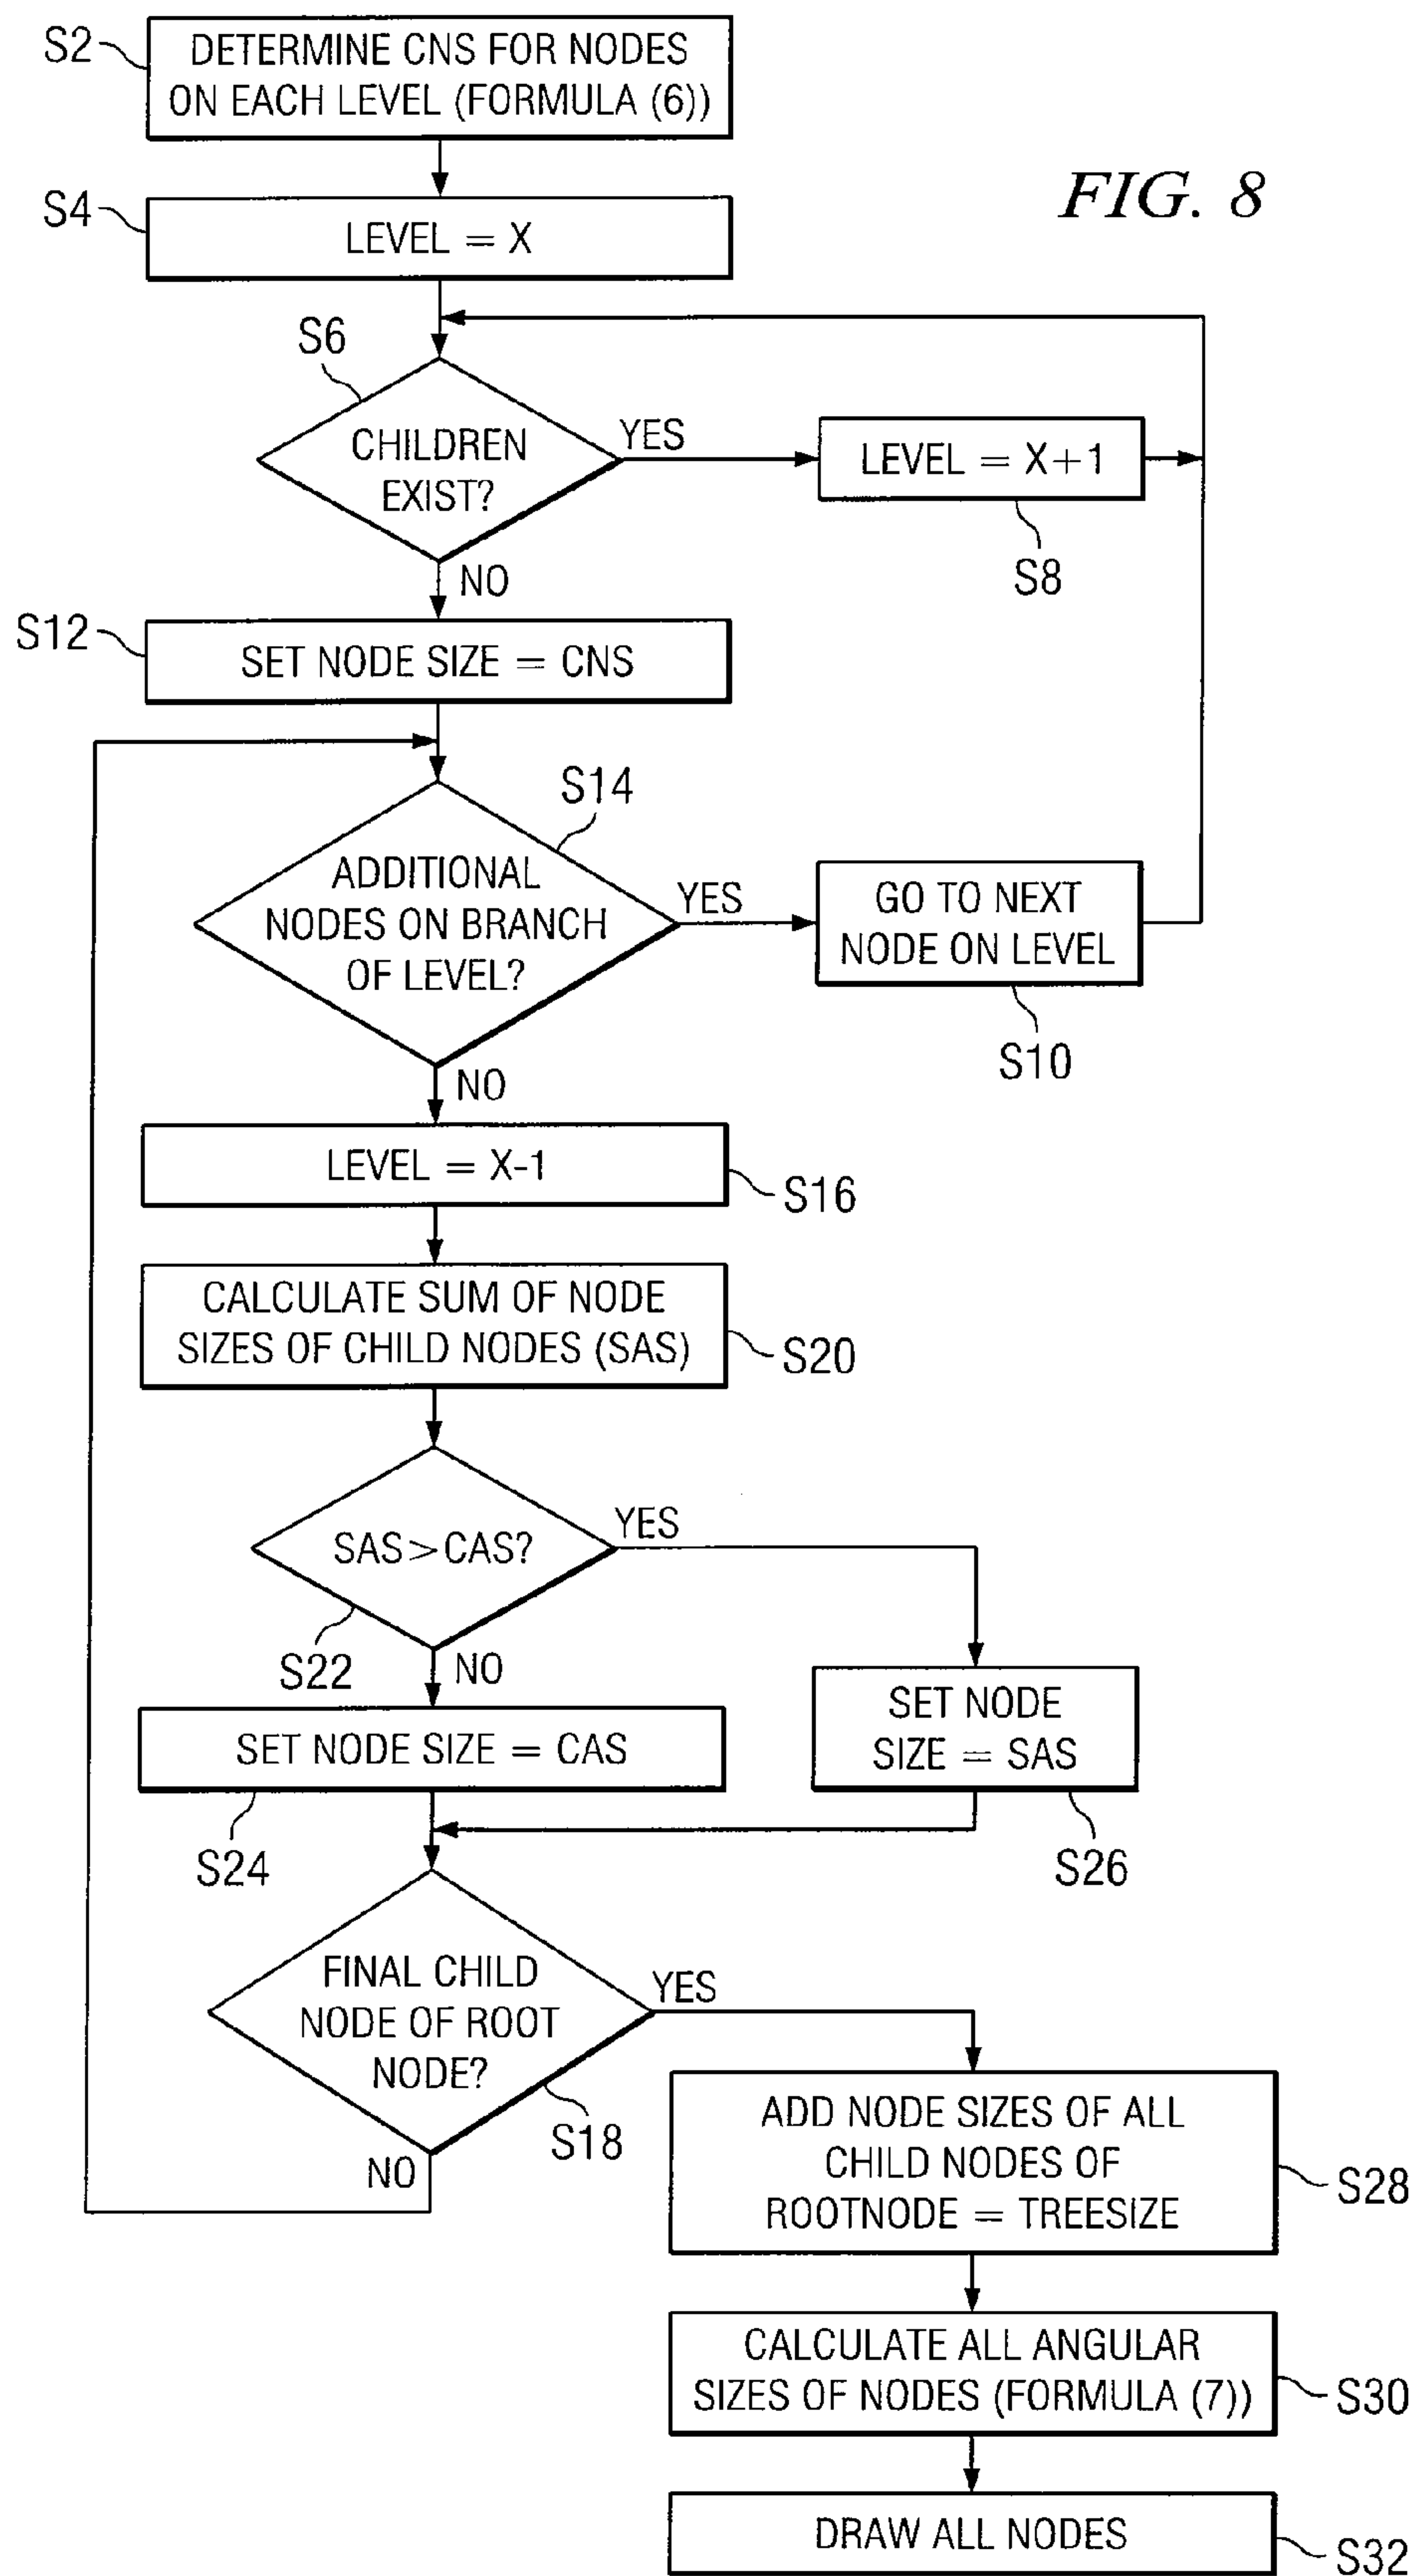 S2
DETERMINE CNS FOR NODES
ON EACH LEVEL (FORMULA (6))
FIG. 8
S4
LEVEL = X
S6
CHILDREN
EXIST?
YES
LEVEL = X+1
S8
NO
S12
SET NODE SIZE = CNS
S14
ADDITIONAL
NODES ON BRANCH
OF LEVEL?
YES
GO TO NEXT
NODE ON LEVEL
S10
NO
LEVEL = X-1
S16
CALCULATE SUM OF NODE
SIZES OF CHILD NODES (SAS)
S20
SAS>CAS?
YES
S22
NO
SET NODE SIZE = CAS
S24
SET NODE
SIZE = SAS
S26
FINAL CHILD
NODE OF ROOT
NODE?
YES
S18
NO
ADD NODE SIZES OF ALL
CHILD NODES OF
ROOTNODE = TREESIZE
S28
CALCULATE ALL ANGULAR
SIZES OF NODES (FORMULA (7))
S30
DRAW ALL NODES
S32